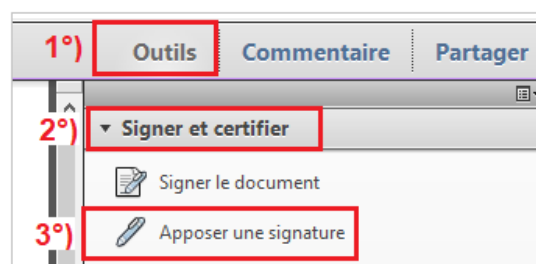 1°) Outils Commentaire Partager
2°) Signer et certifier
Signer le document
3°) Apposer une signature